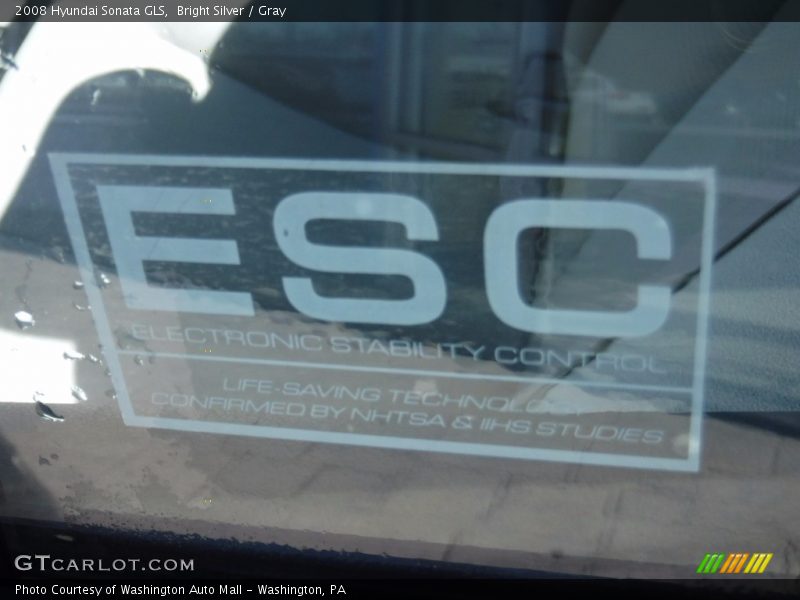 2008 Hyundai Sonata GLS,  Bright Silver / Gray
ESC
ELECTRONIC STABILITY CONTROL
LIFE-SAVING TECHNOLOGY
CONFIRMED BY NHTSA & IIHS STUDIES
GTCARLOT.COM
Photo Courtesy of Washington Auto Mall - Washington, PA